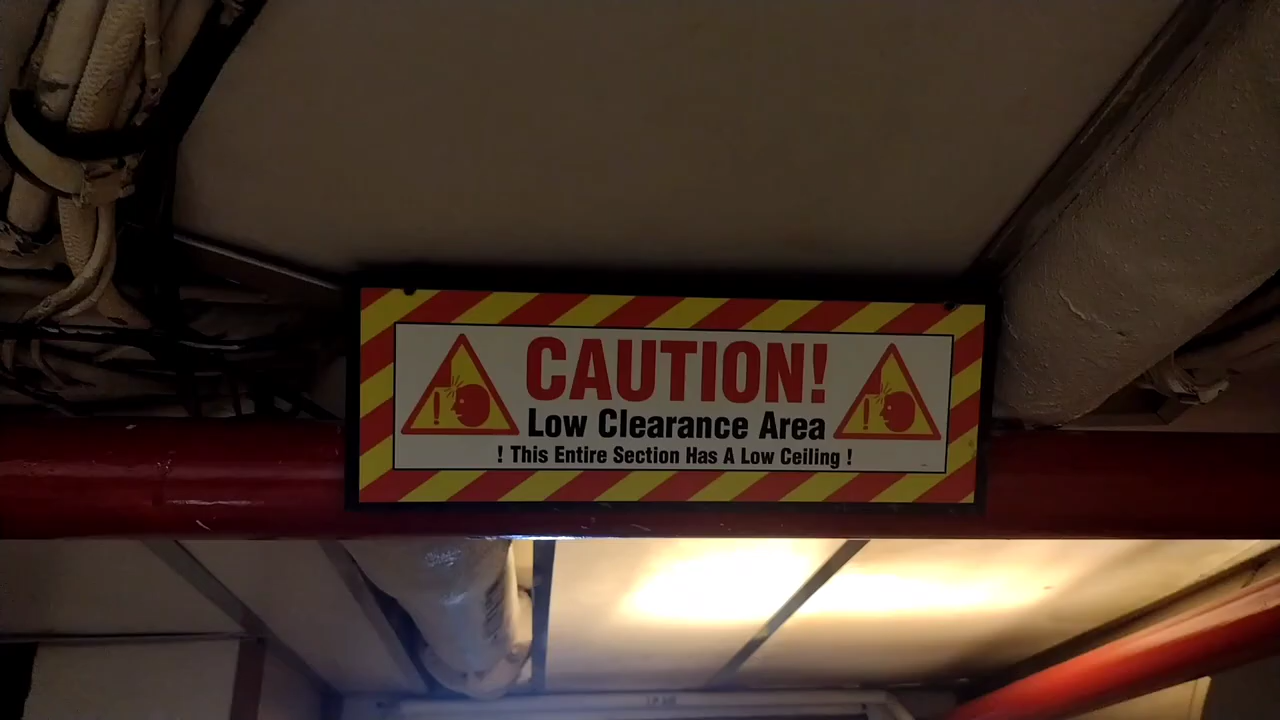 CAUTION!
Low Clearance Area
! This Entire Section Has A Low Ceiling !